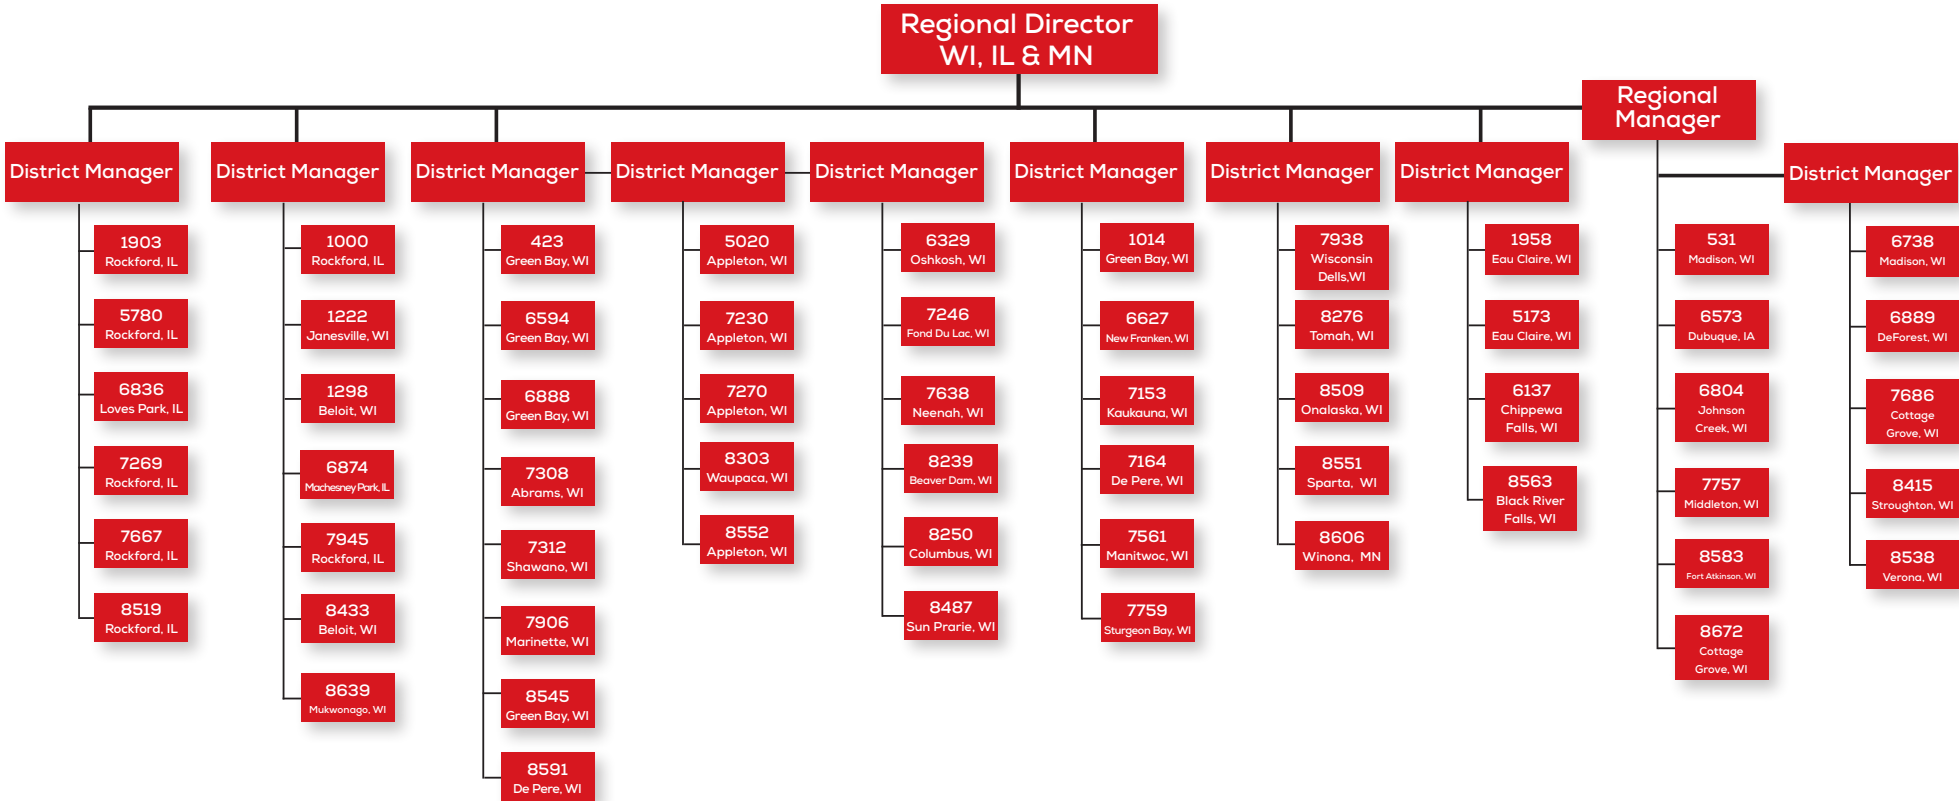 Regional Director
WI, IL & MN
Regional
Manager
District Manager
District Manager
District Manager
District Manager
District Manager
District Manager
District Manager
District Manager
District Manager
1903
Rockford, IL
5780
Rockford, IL
6836
Loves Park, IL
7269
Rockford, IL
7667
Rockford, IL
8519
Rockford, IL
1000
Rockford, IL
1222
Janesville, WI
1298
Beloit, WI
6874
Machesney Park, IL
7945
Rockford, IL
8433
Beloit, WI
8639
Mukwonago, WI
423
Green Bay, WI
6594
Green Bay, WI
6888
Green Bay, WI
7308
Abrams, WI
7312
Shawano, WI
7906
Marinette, WI
8545
Green Bay, WI
8591
De Pere, WI
5020
Appleton, WI
7230
Appleton, WI
7270
Appleton, WI
8303
Waupaca, WI
8552
Appleton, WI
6329
Oshkosh, WI
7246
Fond Du Lac, WI
7638
Neenah, WI
8239
Beaver Dam, WI
8250
Columbus, WI
8487
Sun Prarie, WI
1014
Green Bay, WI
6627
New Franken, WI
7153
Kaukauna, WI
7164
De Pere, WI
7561
Manitwoc, WI
7759
Sturgeon Bay, WI
7938
Wisconsin
Dells,WI
8276
Tomah, WI
8509
Onalaska, WI
8551
Sparta, WI
8606
Winona, MN
1958
Eau Claire, WI
5173
Eau Claire, WI
6137
Chippewa
Falls, WI
8563
Black River
Falls, WI
531
Madison, WI
6573
Dubuque, IA
6804
Johnson
Creek, WI
7757
Middleton, WI
8583
Fort Atkinson, WI
8672
Cottage
Grove, WI
6738
Madison, WI
6889
DeForest, WI
7686
Cottage
Grove, WI
8415
Stroughton, WI
8538
Verona, WI